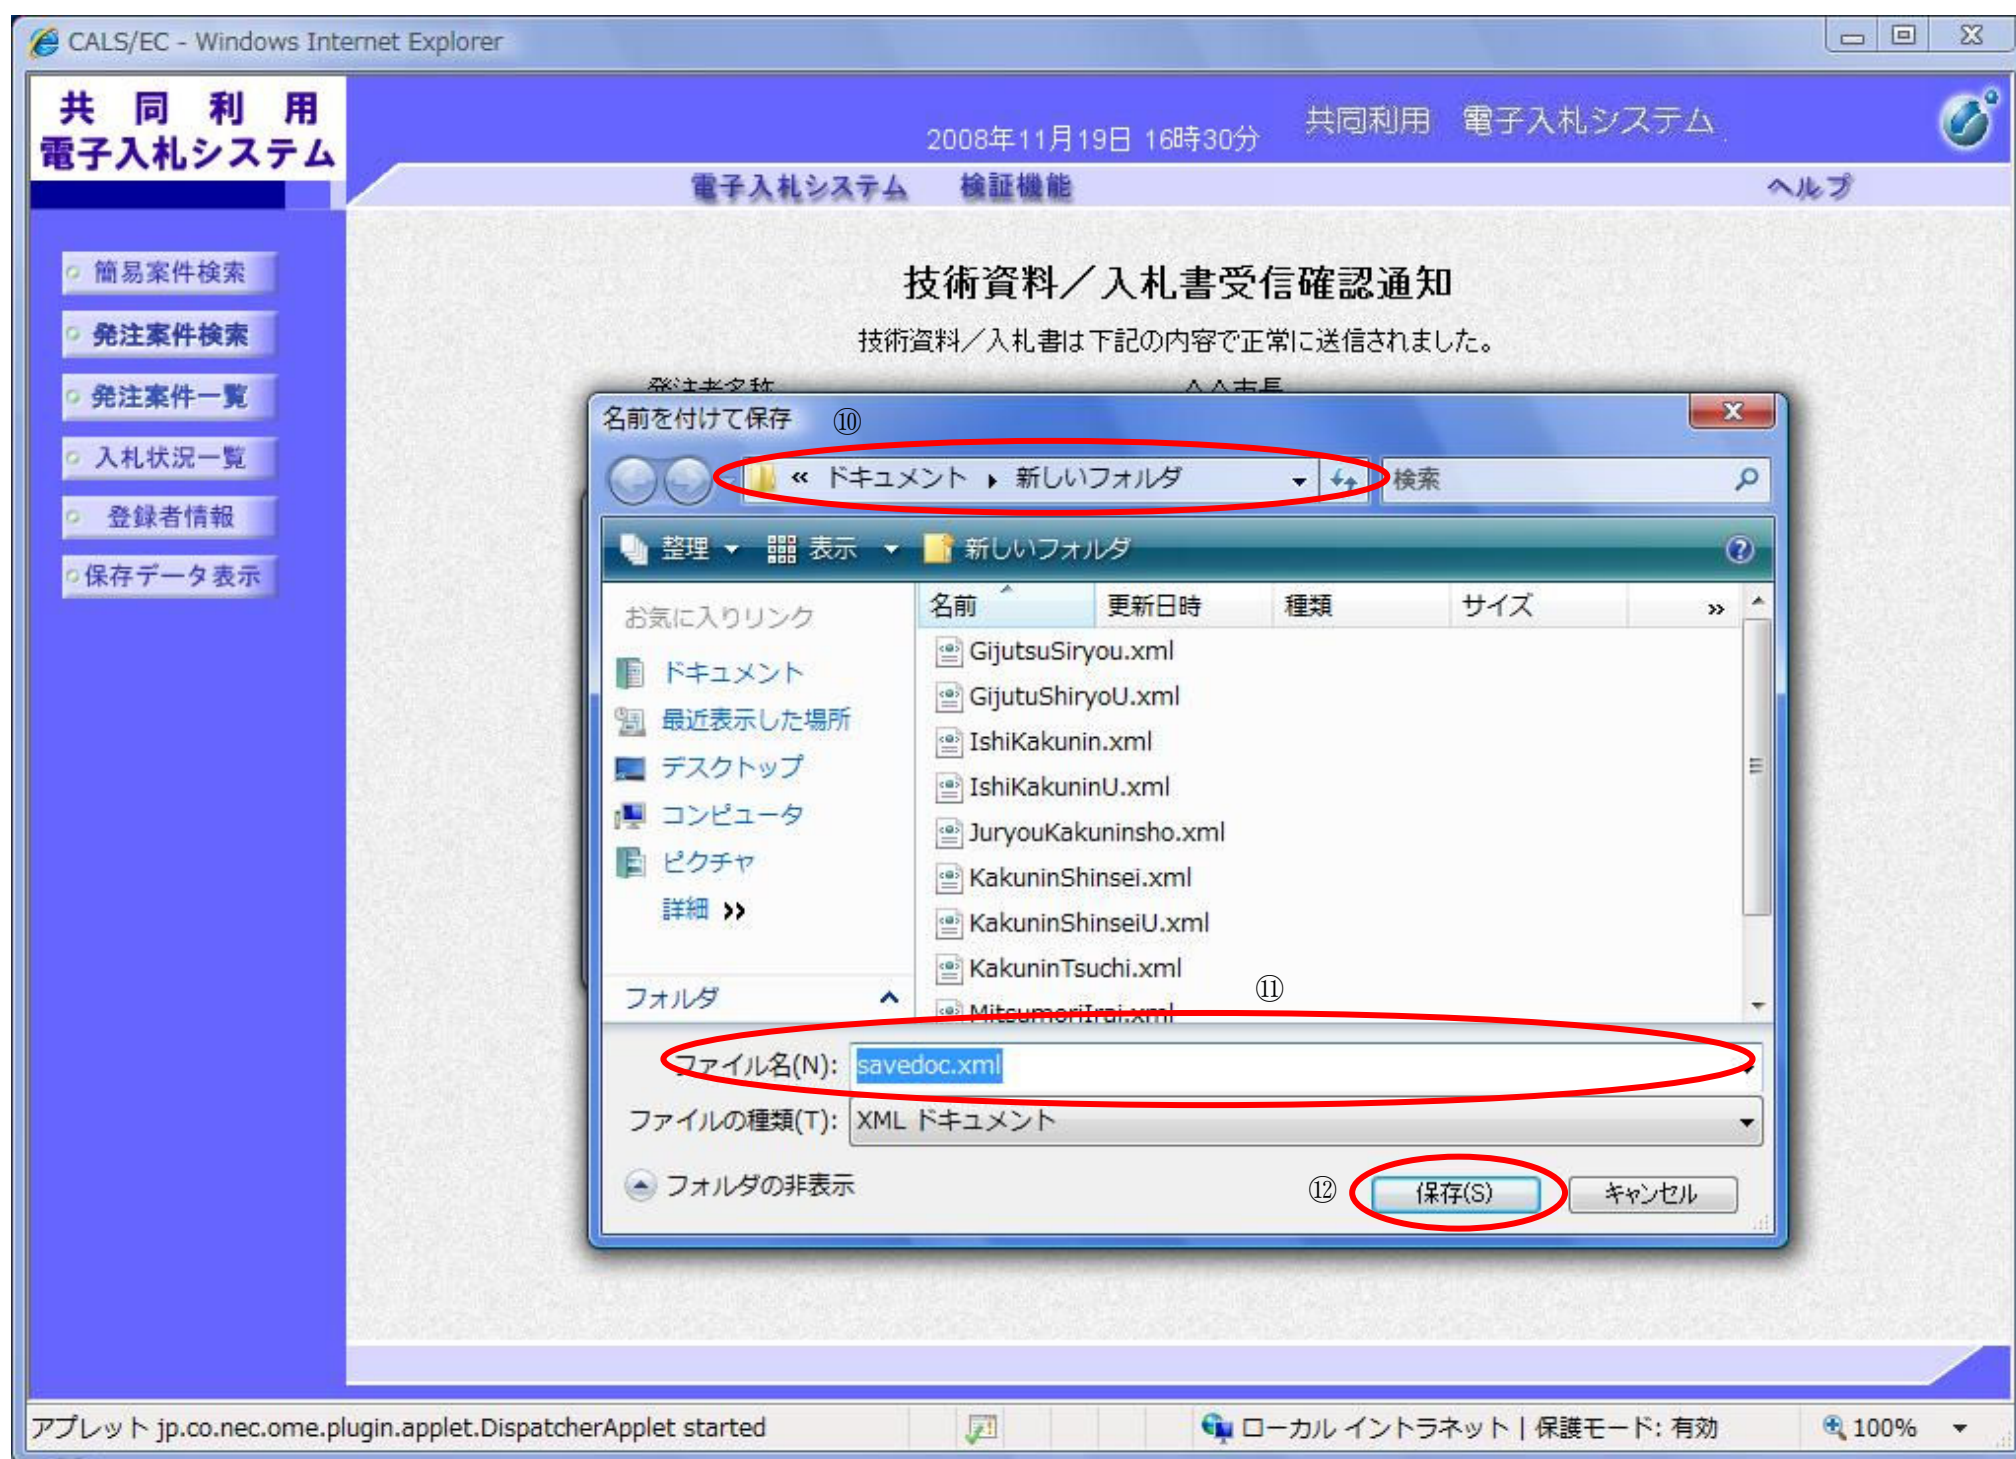 CALS/EC - Windows Internet Explorer
共 同 利 用
電子入札システム
2008年11月19日 16時30分
共同利用 電子入札システム
電子入札システム 検証機能 ヘルプ
簡易案件検索
発注案件検索
発注案件一覧
入札状況一覧
登録者情報
保存データ表示
技術資料／入札書受信確認通知
技術資料／入札書は下記の内容で正常に送信されました。
発注者名称 △△市長
名前を付けて保存 ⑩
« ドキュメント ▶ 新しいフォルダ 検索
整理 表示 新しいフォルダ
お気に入りリンク
ドキュメント
最近表示した場所
デスクトップ
コンピュータ
ピクチャ
詳細 »
フォルダ
名前 更新日時 種類 サイズ »
GijutsuSiryou.xml
GijutuShiryoU.xml
IshiKakunin.xml
IshiKakuninU.xml
JuryouKakuninsho.xml
KakuninShinsei.xml
KakuninShinseiU.xml
KakuninTsuchi.xml
MitsumoriIrai.xml
⑪
ファイル名(N): savedoc.xml
ファイルの種類(T): XML ドキュメント
フォルダの非表示
⑫ 保存(S) キャンセル
アプレット jp.co.nec.ome.plugin.applet.DispatcherApplet started
ローカル イントラネット | 保護モード: 有効
100%